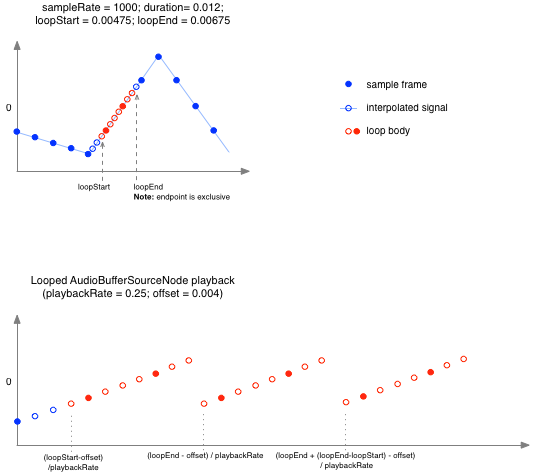 sampleRate = 1000; duration= 0.012;
loopStart = 0.00475; loopEnd = 0.00675
0
sample frame
interpolated signal
loop body
loopStart
loopEnd
Note: endpoint is exclusive
Looped AudioBufferSourceNode playback
(playbackRate = 0.25; offset = 0.004)
0
(loopStart-offset)
/playbackRate
(loopEnd - offset) / playbackRate
(loopEnd + (loopEnd-loopStart) - offset)
/ playbackRate